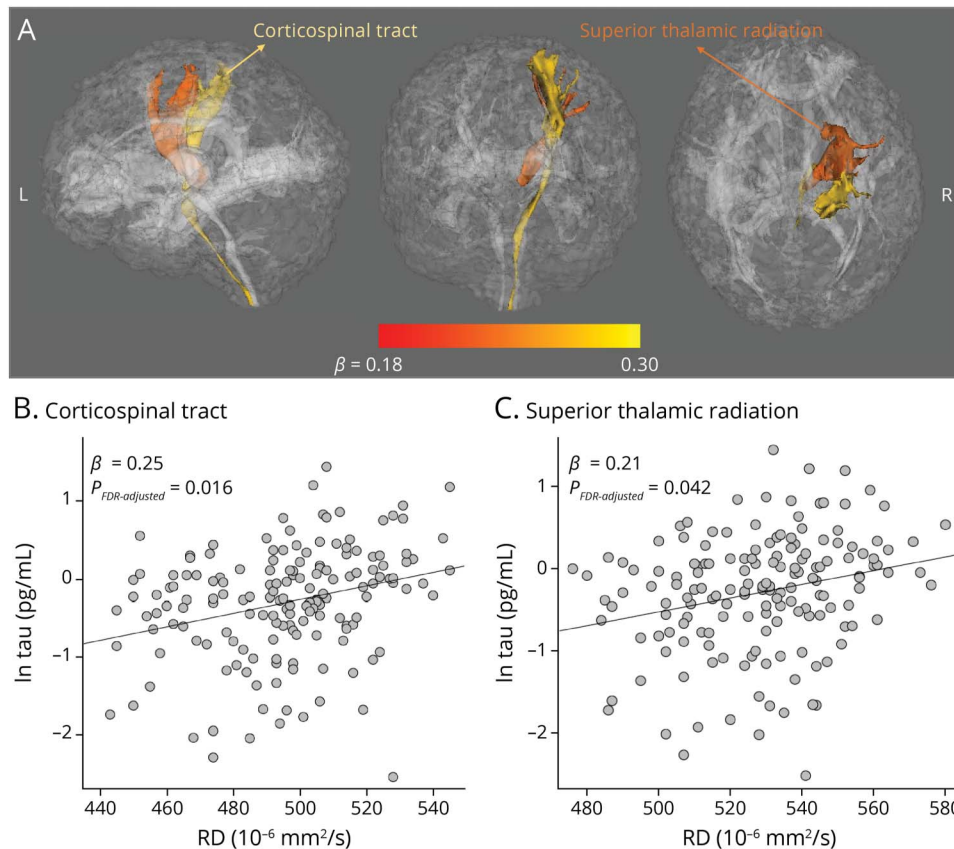 A
Corticospinal tract
Superior thalamic radiation
L
R
β = 0.18
0.30
B. Corticospinal tract
β = 0.25
P FDR-adjusted = 0.016
ln tau (pg/mL)
1
0
−1
−2
440 460 480 500 520 540
RD (10⁻⁶ mm²/s)
C. Superior thalamic radiation
β = 0.21
P FDR-adjusted = 0.042
ln tau (pg/mL)
1
0
−1
−2
480 500 520 540 560 580
RD (10⁻⁶ mm²/s)